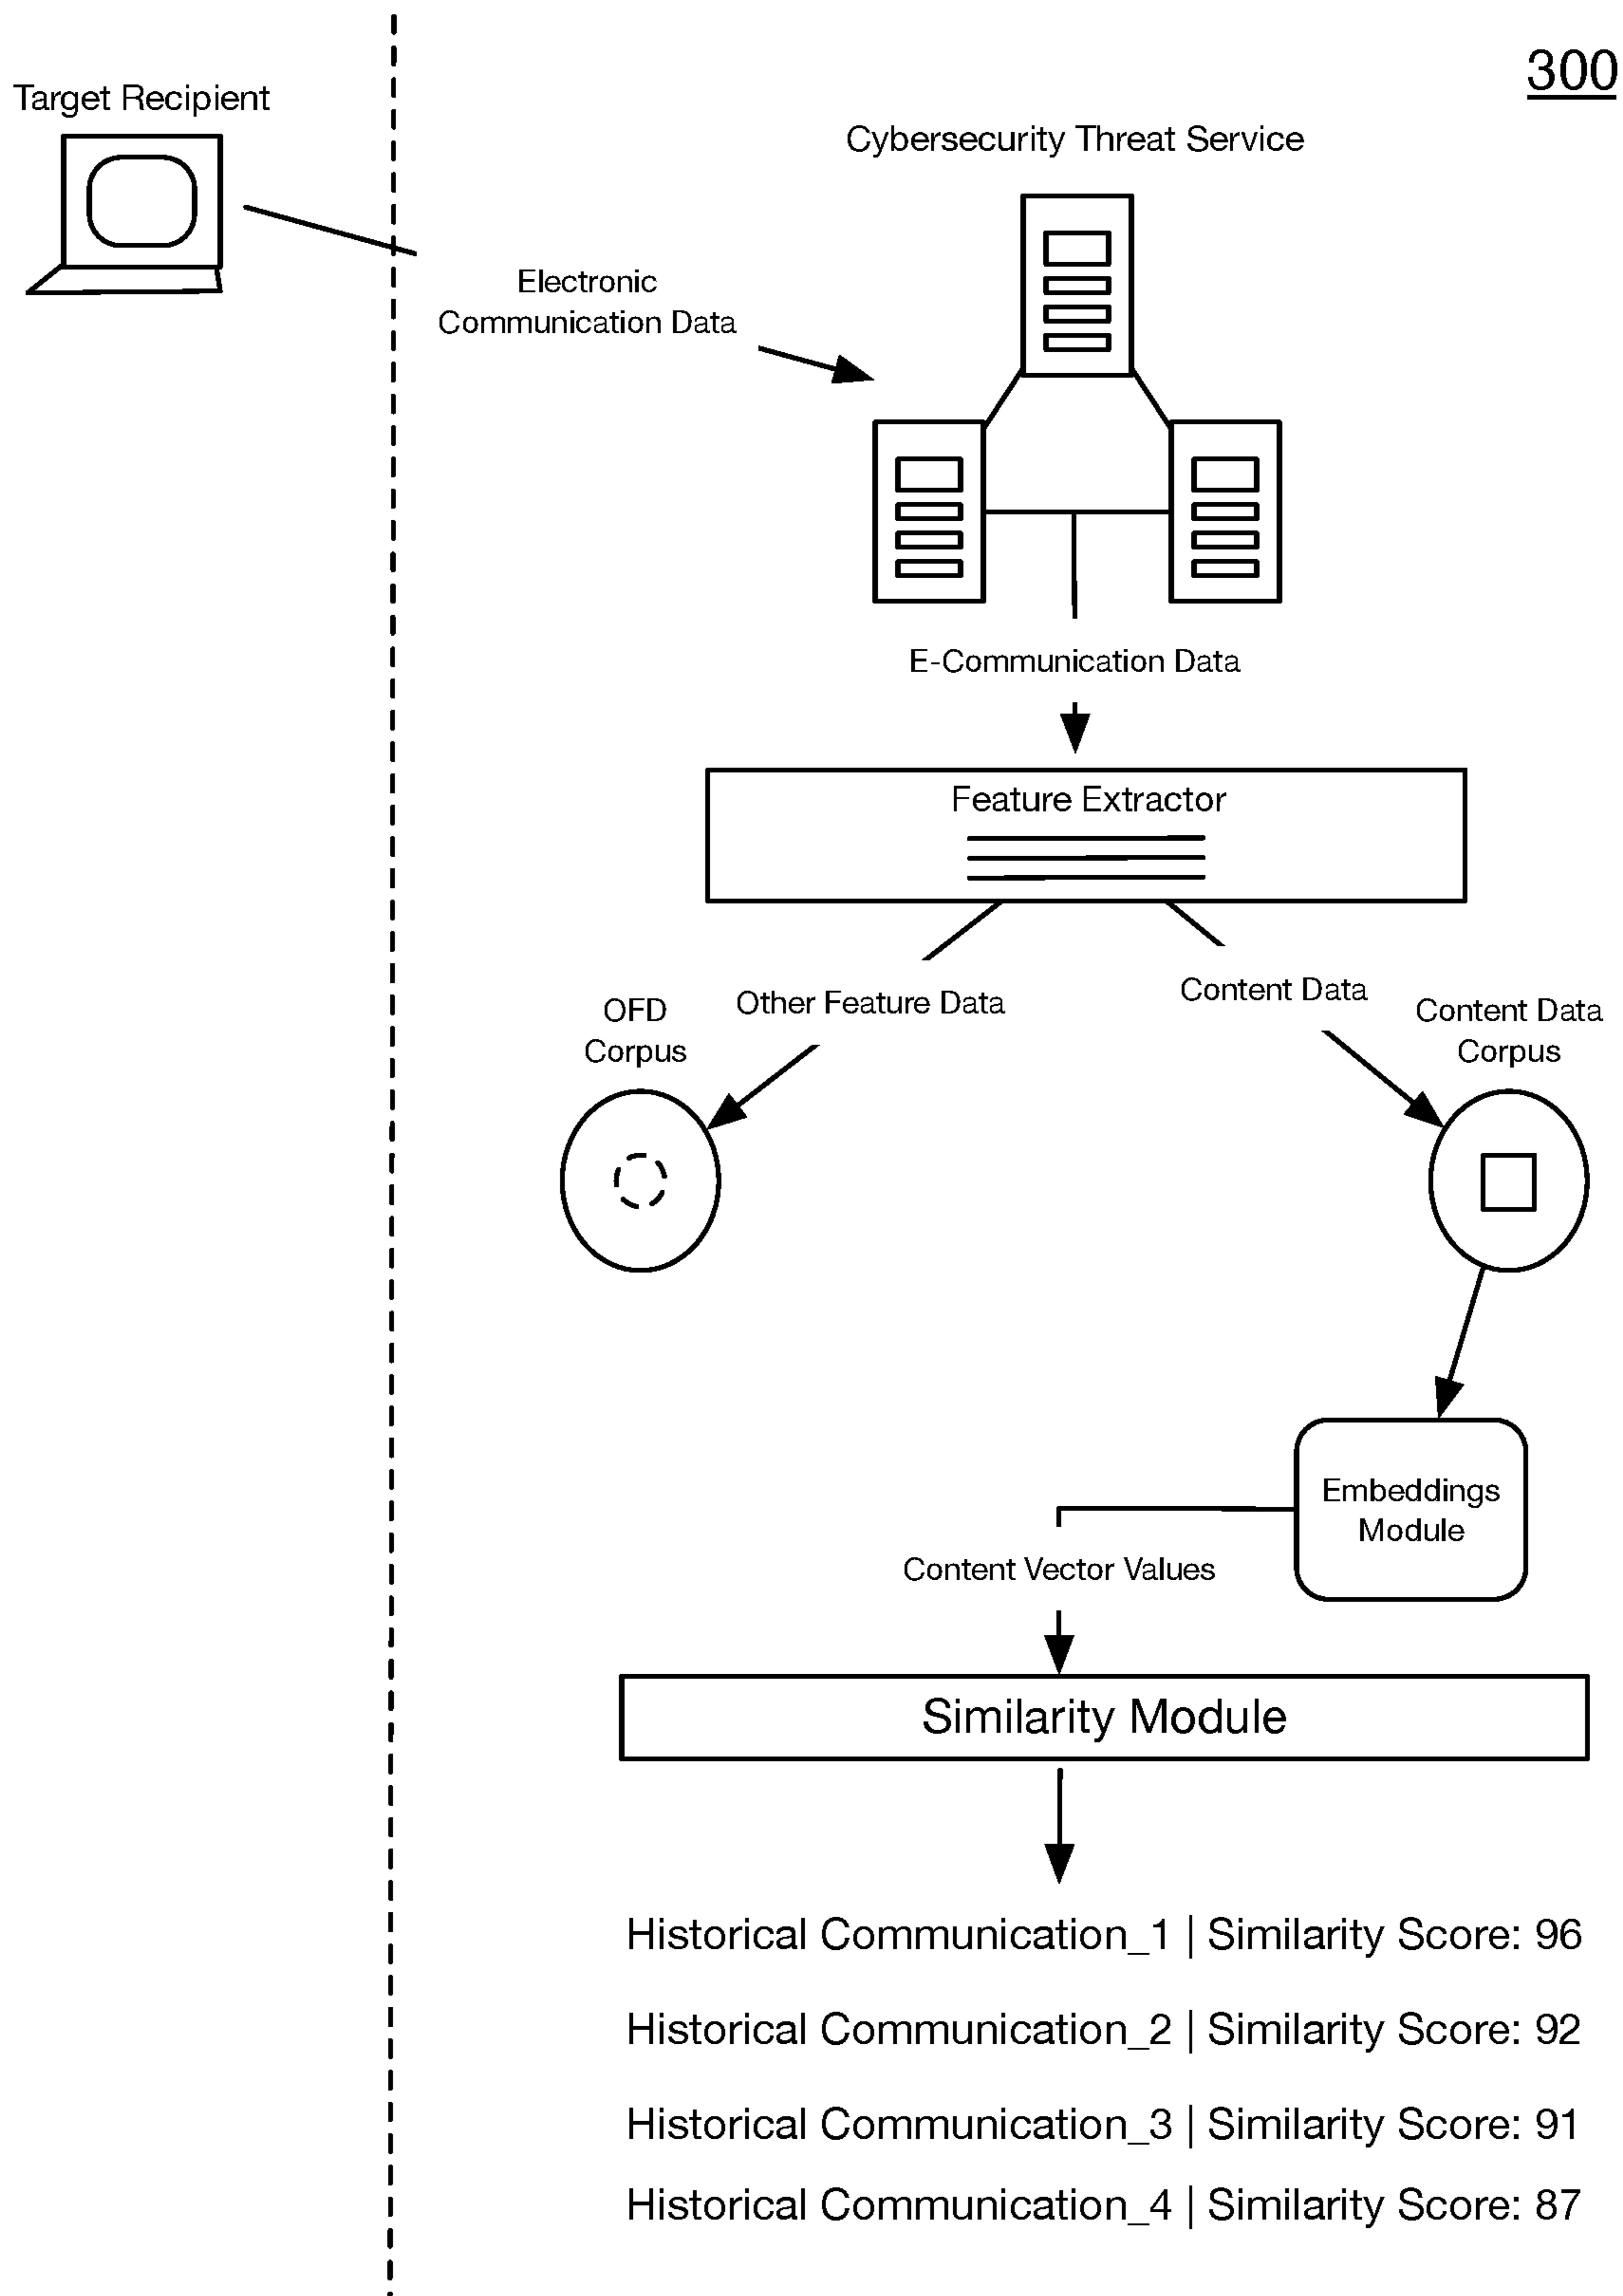 300
Target Recipient
Cybersecurity Threat Service
Electronic
Communication Data
E-Communication Data
Feature Extractor
Other Feature Data
Content Data
OFD
Corpus
Content Data
Corpus
Embeddings
Module
Content Vector Values
Similarity Module
Historical Communication_1 | Similarity Score: 96
Historical Communication_2 | Similarity Score: 92
Historical Communication_3 | Similarity Score: 91
Historical Communication_4 | Similarity Score: 87